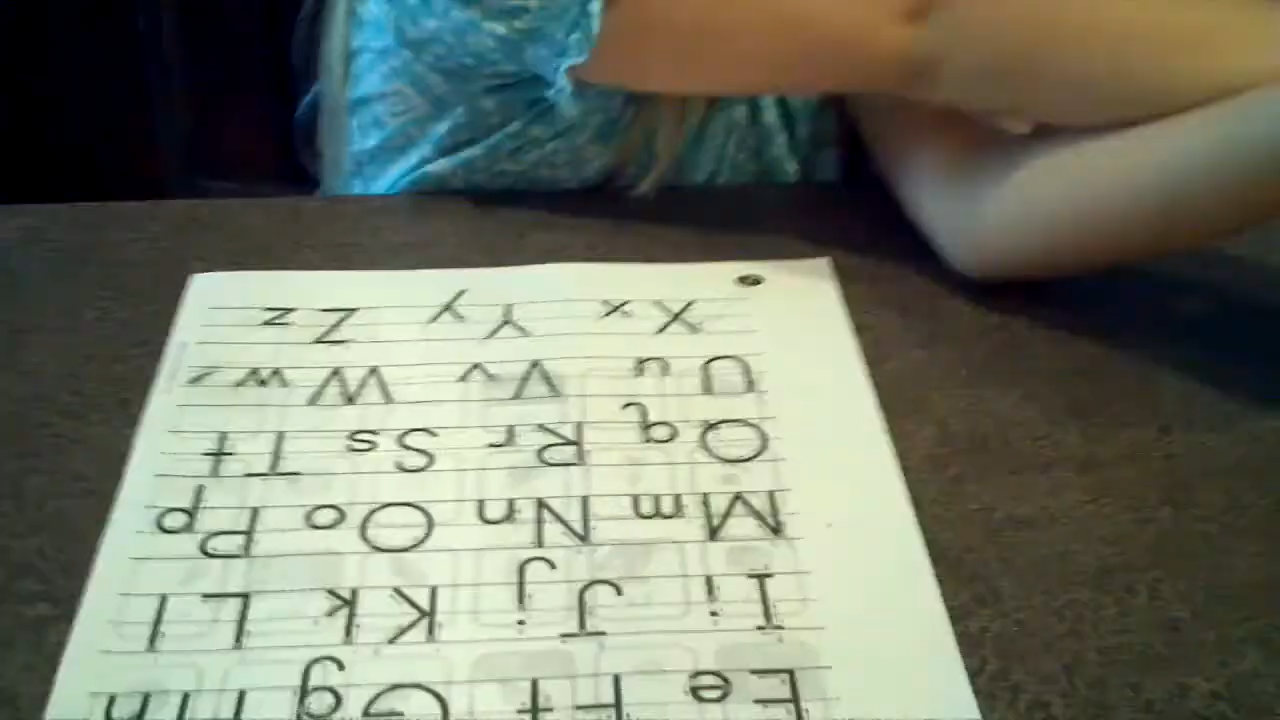 Ee Ff Gg Hh
Ii Jj Kk Ll
Mm Nn Oo Pp
Qq Rr Ss Tt
Uu Vv Ww
Xx Yy Zz